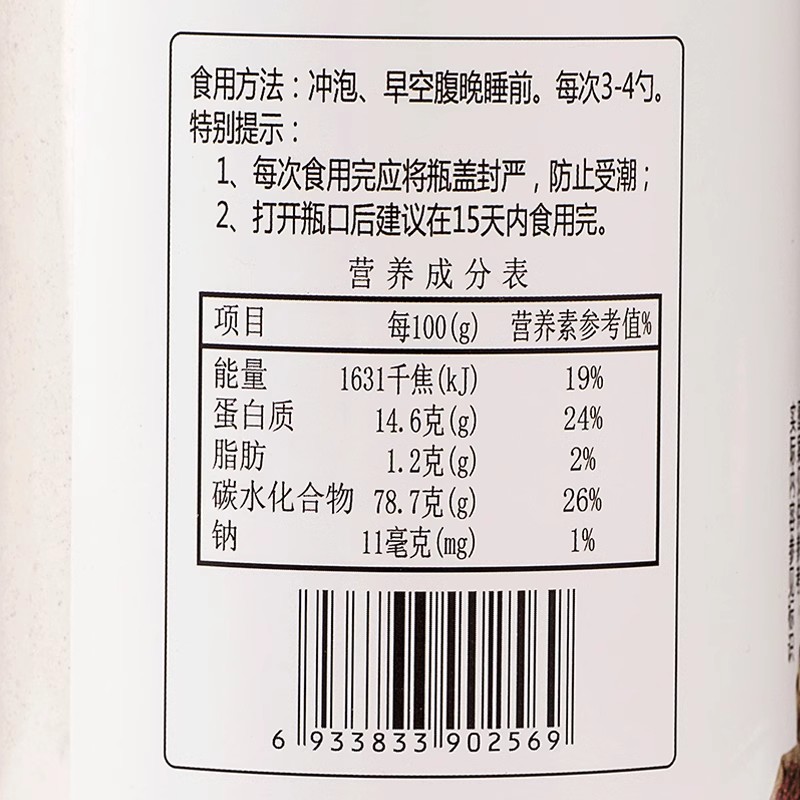 食用方法：冲泡、早空腹晚睡前。每次3-4勺。
特别提示：
1、每次食用完应将瓶盖封严，防止受潮；
2、打开瓶口后建议在15天内食用完。
营养成分表
项目 每100(g) 营养素参考值%
能量 1631千焦(kJ) 19%
蛋白质 14.6克(g) 24%
脂肪 1.2克(g) 2%
碳水化合物 78.7克(g) 26%
钠 11毫克(mg) 1%
6 933833 902569